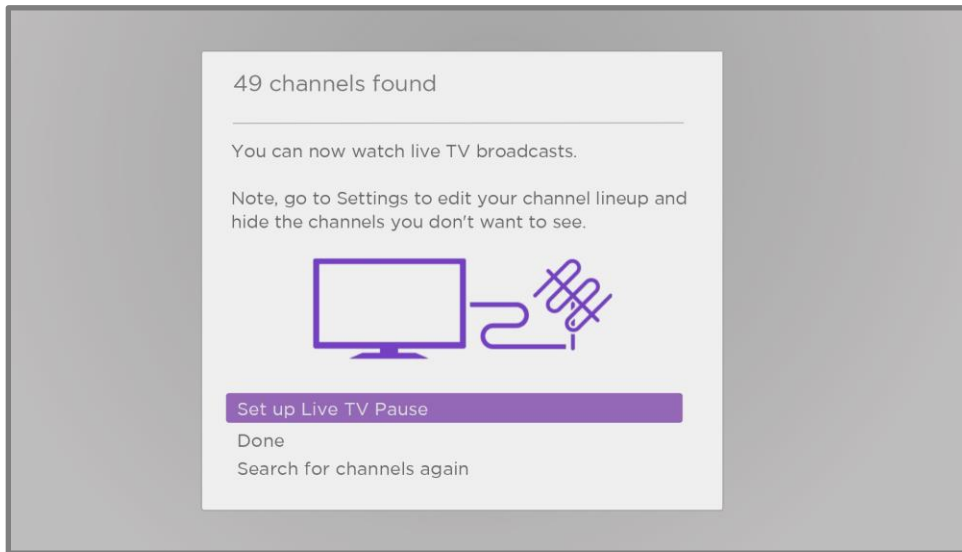 49 channels found
You can now watch live TV broadcasts.
Note, go to Settings to edit your channel lineup and
hide the channels you don't want to see.
Set up Live TV Pause
Done
Search for channels again